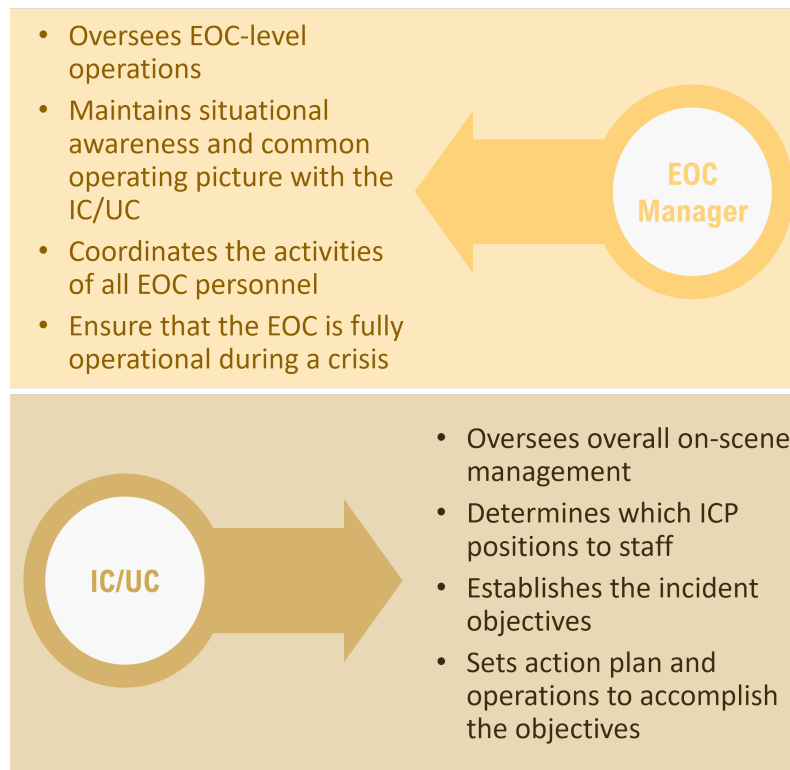 • Oversees EOC-level
operations
• Maintains situational
awareness and common
operating picture with the
IC/UC
• Coordinates the activities
of all EOC personnel
• Ensure that the EOC is fully
operational during a crisis
EOC
Manager
IC/UC
• Oversees overall on-scene
management
• Determines which ICP
positions to staff
• Establishes the incident
objectives
• Sets action plan and
operations to accomplish
the objectives